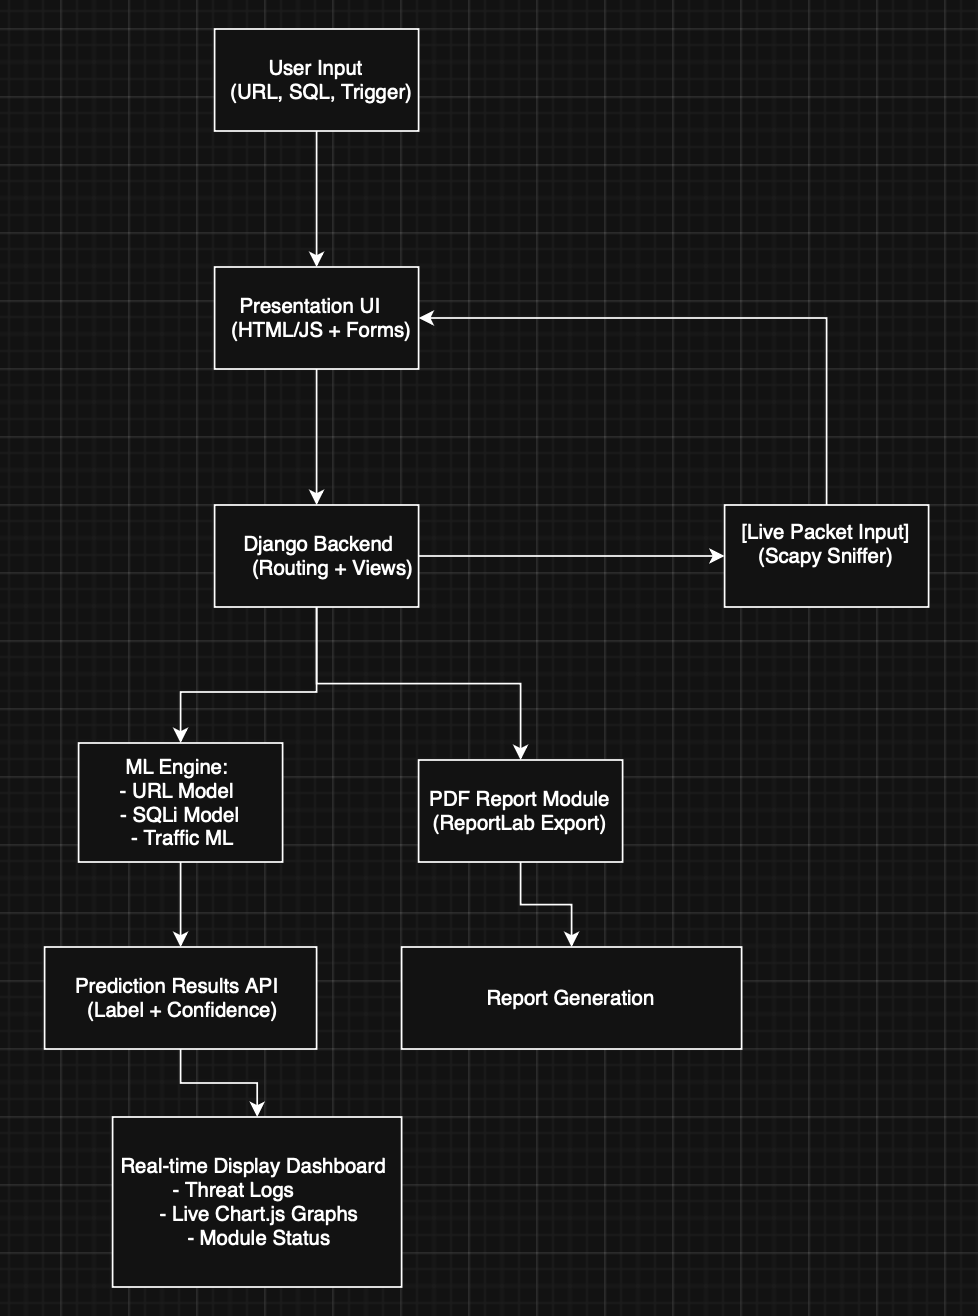 User Input
(URL, SQL, Trigger)
Presentation UI
(HTML/JS + Forms)
Django Backend
(Routing + Views)
[Live Packet Input]
(Scapy Sniffer)
ML Engine:
- URL Model
- SQLi Model
- Traffic ML
PDF Report Module
(ReportLab Export)
Prediction Results API
(Label + Confidence)
Report Generation
Real-time Display Dashboard
- Threat Logs
- Live Chart.js Graphs
- Module Status